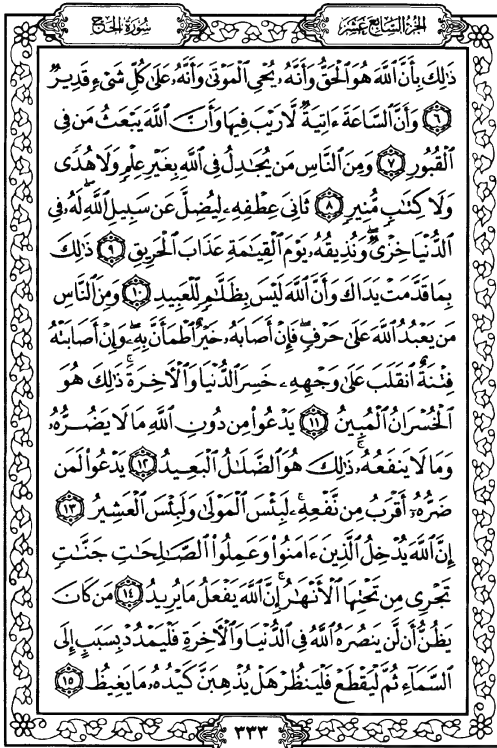 الجزء السابع عشر
سورة الحج
ذَٰلِكَ بِأَنَّ ٱللَّهَ هُوَ ٱلْحَقُّ وَأَنَّهُۥ يُحْىِ ٱلْمَوْتَىٰ وَأَنَّهُۥ عَلَىٰ كُلِّ شَىْءٍۢ قَدِيرٌۭ
٦ وَأَنَّ ٱلسَّاعَةَ ءَاتِيَةٌۭ لَّا رَيْبَ فِيهَا وَأَنَّ ٱللَّهَ يَبْعَثُ مَن فِى
ٱلْقُبُورِ ٧ وَمِنَ ٱلنَّاسِ مَن يُجَـٰدِلُ فِى ٱللَّهِ بِغَيْرِ عِلْمٍۢ وَلَا هُدًۭى
وَلَا كِتَـٰبٍۢ مُّنِيرٍۢ ٨ ثَانِىَ عِطْفِهِۦ لِيُضِلَّ عَن سَبِيلِ ٱللَّهِ ۖ لَهُۥ فِى
ٱلدُّنْيَا خِزْىٌۭ ۖ وَنُذِيقُهُۥ يَوْمَ ٱلْقِيَـٰمَةِ عَذَابَ ٱلْحَرِيقِ ٩ ذَٰلِكَ
بِمَا قَدَّمَتْ يَدَاكَ وَأَنَّ ٱللَّهَ لَيْسَ بِظَلَّـٰمٍۢ لِّلْعَبِيدِ ١٠ وَمِنَ ٱلنَّاسِ
مَن يَعْبُدُ ٱللَّهَ عَلَىٰ حَرْفٍۢ ۖ فَإِنْ أَصَابَهُۥ خَيْرٌ ٱطْمَأَنَّ بِهِۦ ۖ وَإِنْ أَصَابَتْهُ
فِتْنَةٌ ٱنقَلَبَ عَلَىٰ وَجْهِهِۦ خَسِرَ ٱلدُّنْيَا وَٱلْـَٔاخِرَةَ ۚ ذَٰلِكَ هُوَ
ٱلْخُسْرَانُ ٱلْمُبِينُ ١١ يَدْعُوا۟ مِن دُونِ ٱللَّهِ مَا لَا يَضُرُّهُۥ
وَمَا لَا يَنفَعُهُۥ ۚ ذَٰلِكَ هُوَ ٱلضَّلَـٰلُ ٱلْبَعِيدُ ١٢ يَدْعُوا۟ لَمَن
ضَرُّهُۥٓ أَقْرَبُ مِن نَّفْعِهِۦ ۚ لَبِئْسَ ٱلْمَوْلَىٰ وَلَبِئْسَ ٱلْعَشِيرُ ١٣
إِنَّ ٱللَّهَ يُدْخِلُ ٱلَّذِينَ ءَامَنُوا۟ وَعَمِلُوا۟ ٱلصَّـٰلِحَـٰتِ جَنَّـٰتٍۢ
تَجْرِى مِن تَحْتِهَا ٱلْأَنْهَـٰرُ ۚ إِنَّ ٱللَّهَ يَفْعَلُ مَا يُرِيدُ ١٤ مَن كَانَ
يَظُنُّ أَن لَّن يَنصُرَهُ ٱللَّهُ فِى ٱلدُّنْيَا وَٱلْـَٔاخِرَةِ فَلْيَمْدُدْ بِسَبَبٍ إِلَى
ٱلسَّمَآءِ ثُمَّ لْيَقْطَعْ فَلْيَنظُرْ هَلْ يُذْهِبَنَّ كَيْدُهُۥ مَا يَغِيظُ ١٥
٣٣٣